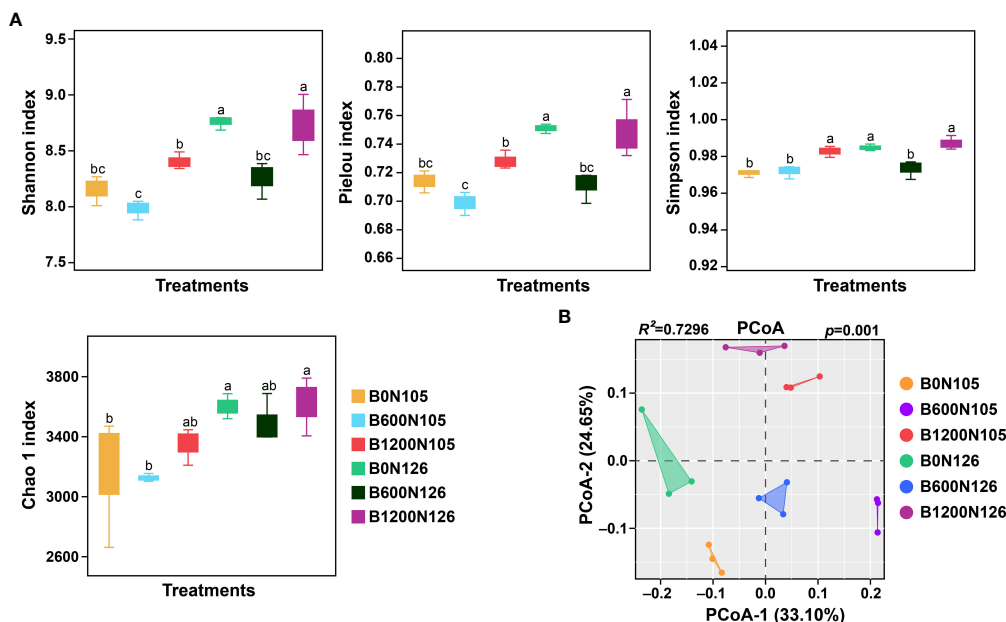 A
9.5
9.0
8.5
8.0
7.5
Shannon index
bc
c
b
a
bc
a
Treatments
0.80
0.78
0.76
0.74
0.72
0.70
0.68
0.66
Pielou index
bc
c
b
a
bc
a
Treatments
1.04
1.02
1.00
0.98
0.96
0.94
0.92
Simpson index
b
b
a
a
b
a
Treatments
3800
3400
3000
2600
Chao 1 index
b
b
ab
a
ab
a
Treatments
B0N105
B600N105
B1200N105
B0N126
B600N126
B1200N126
B
R²=0.7296 PCoA p=0.001
0.1
0.0
−0.1
PCoA-2 (24.65%)
−0.2 −0.1 0.0 0.1 0.2
PCoA-1 (33.10%)
B0N105
B600N105
B1200N105
B0N126
B600N126
B1200N126